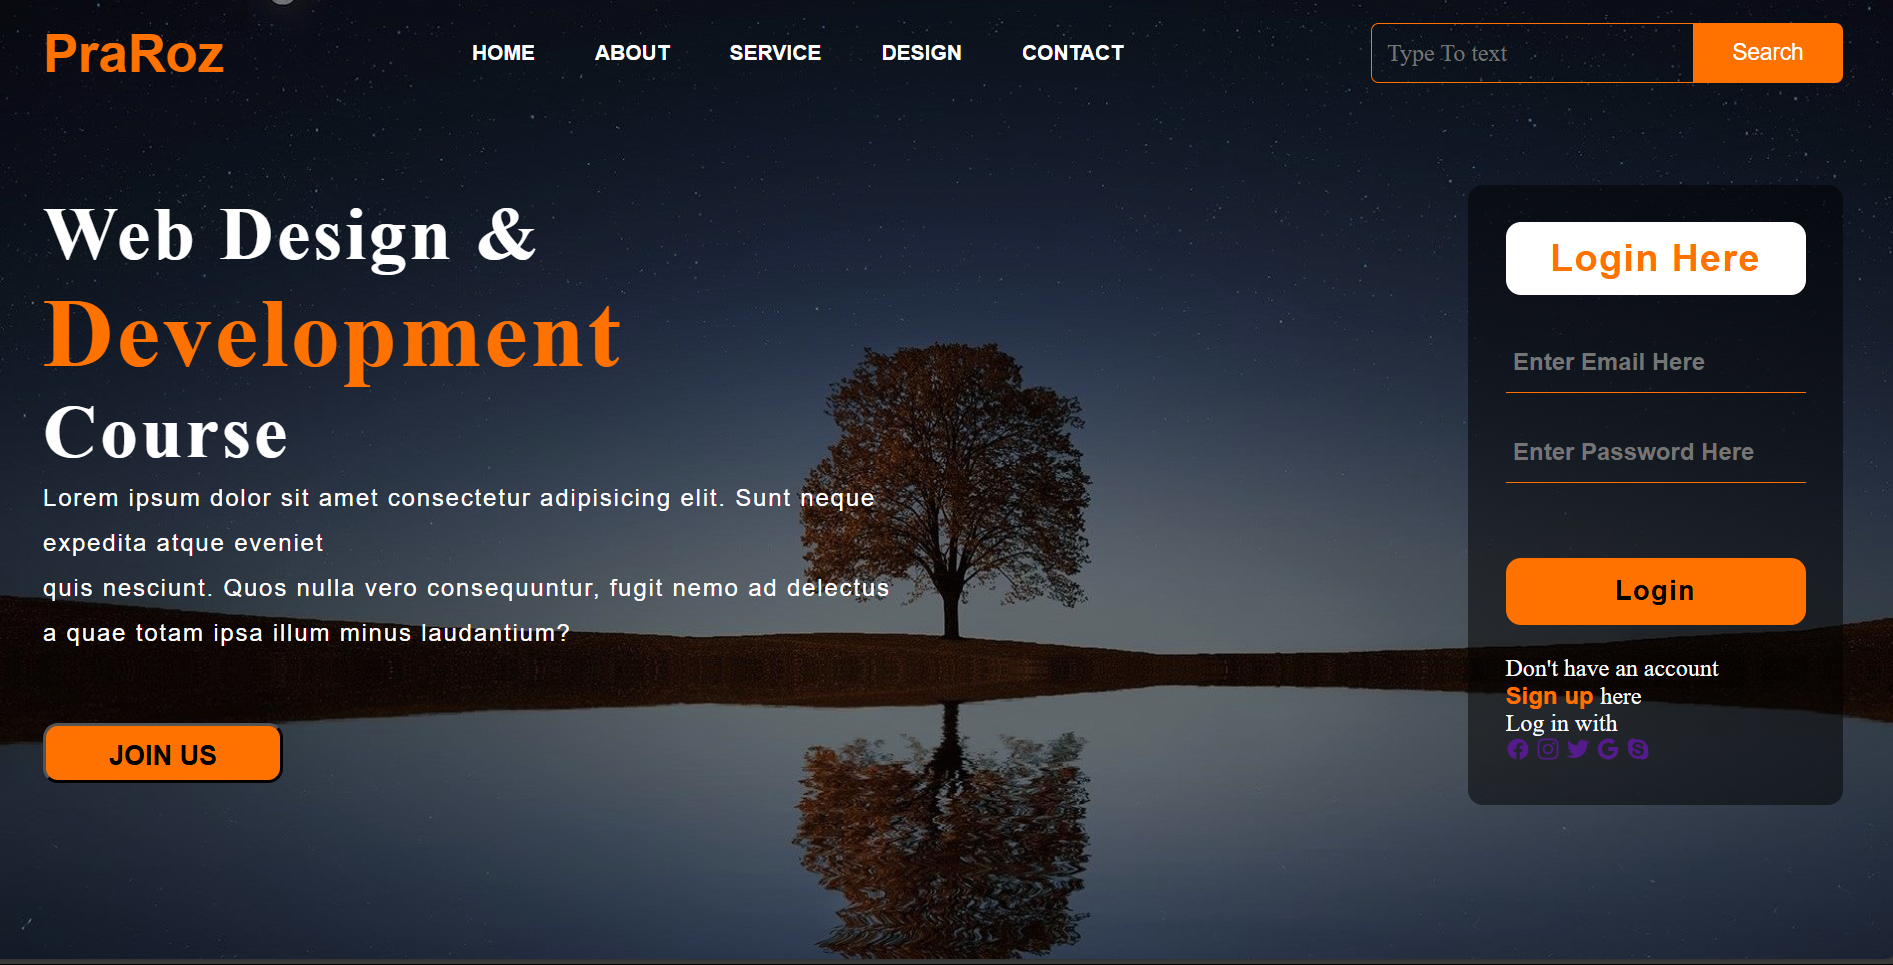 PraRoz
HOME ABOUT SERVICE DESIGN CONTACT
Type To text
Search
Web Design &
Development
Course
Lorem ipsum dolor sit amet consectetur adipisicing elit. Sunt neque
expedita atque eveniet
quis nesciunt. Quos nulla vero consequuntur, fugit nemo ad delectus
a quae totam ipsa illum minus laudantium?
JOIN US
Login Here
Enter Email Here
Enter Password Here
Login
Don't have an account
Sign up here
Log in with